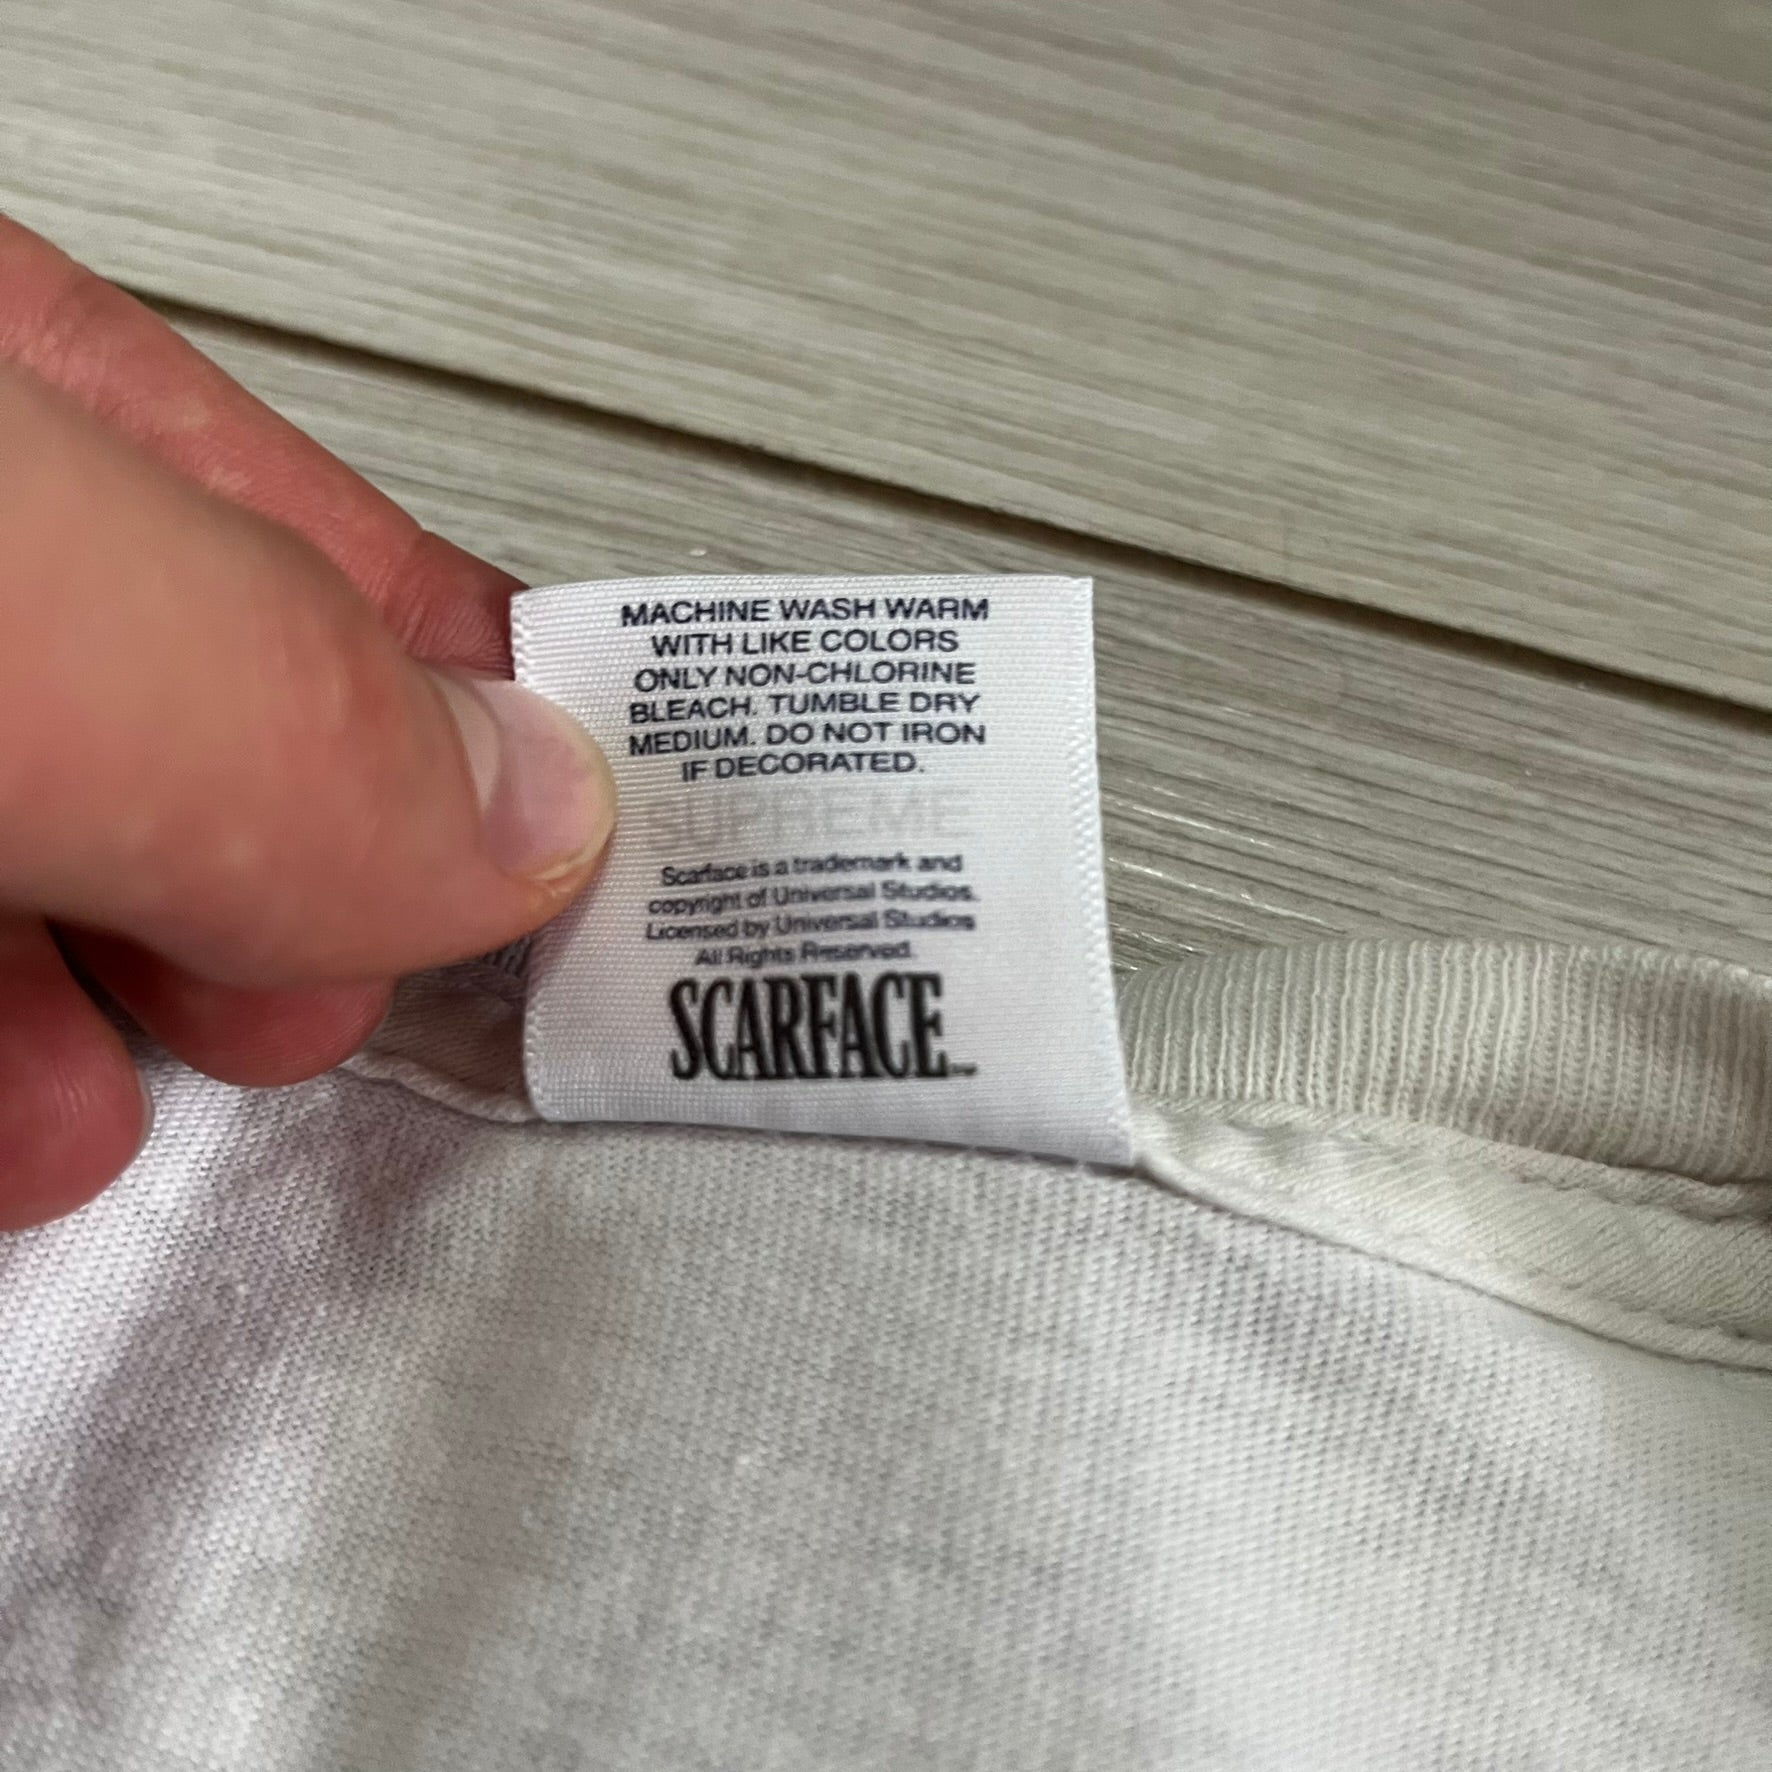 MACHINE WASH WARM
WITH LIKE COLORS
ONLY NON-CHLORINE
BLEACH. TUMBLE DRY
MEDIUM. DO NOT IRON
IF DECORATED.
SUPREME
Scarface is a trademark and
copyright of Universal Studios.
Licensed by Universal Studios
All Rights Reserved.
SCARFACE